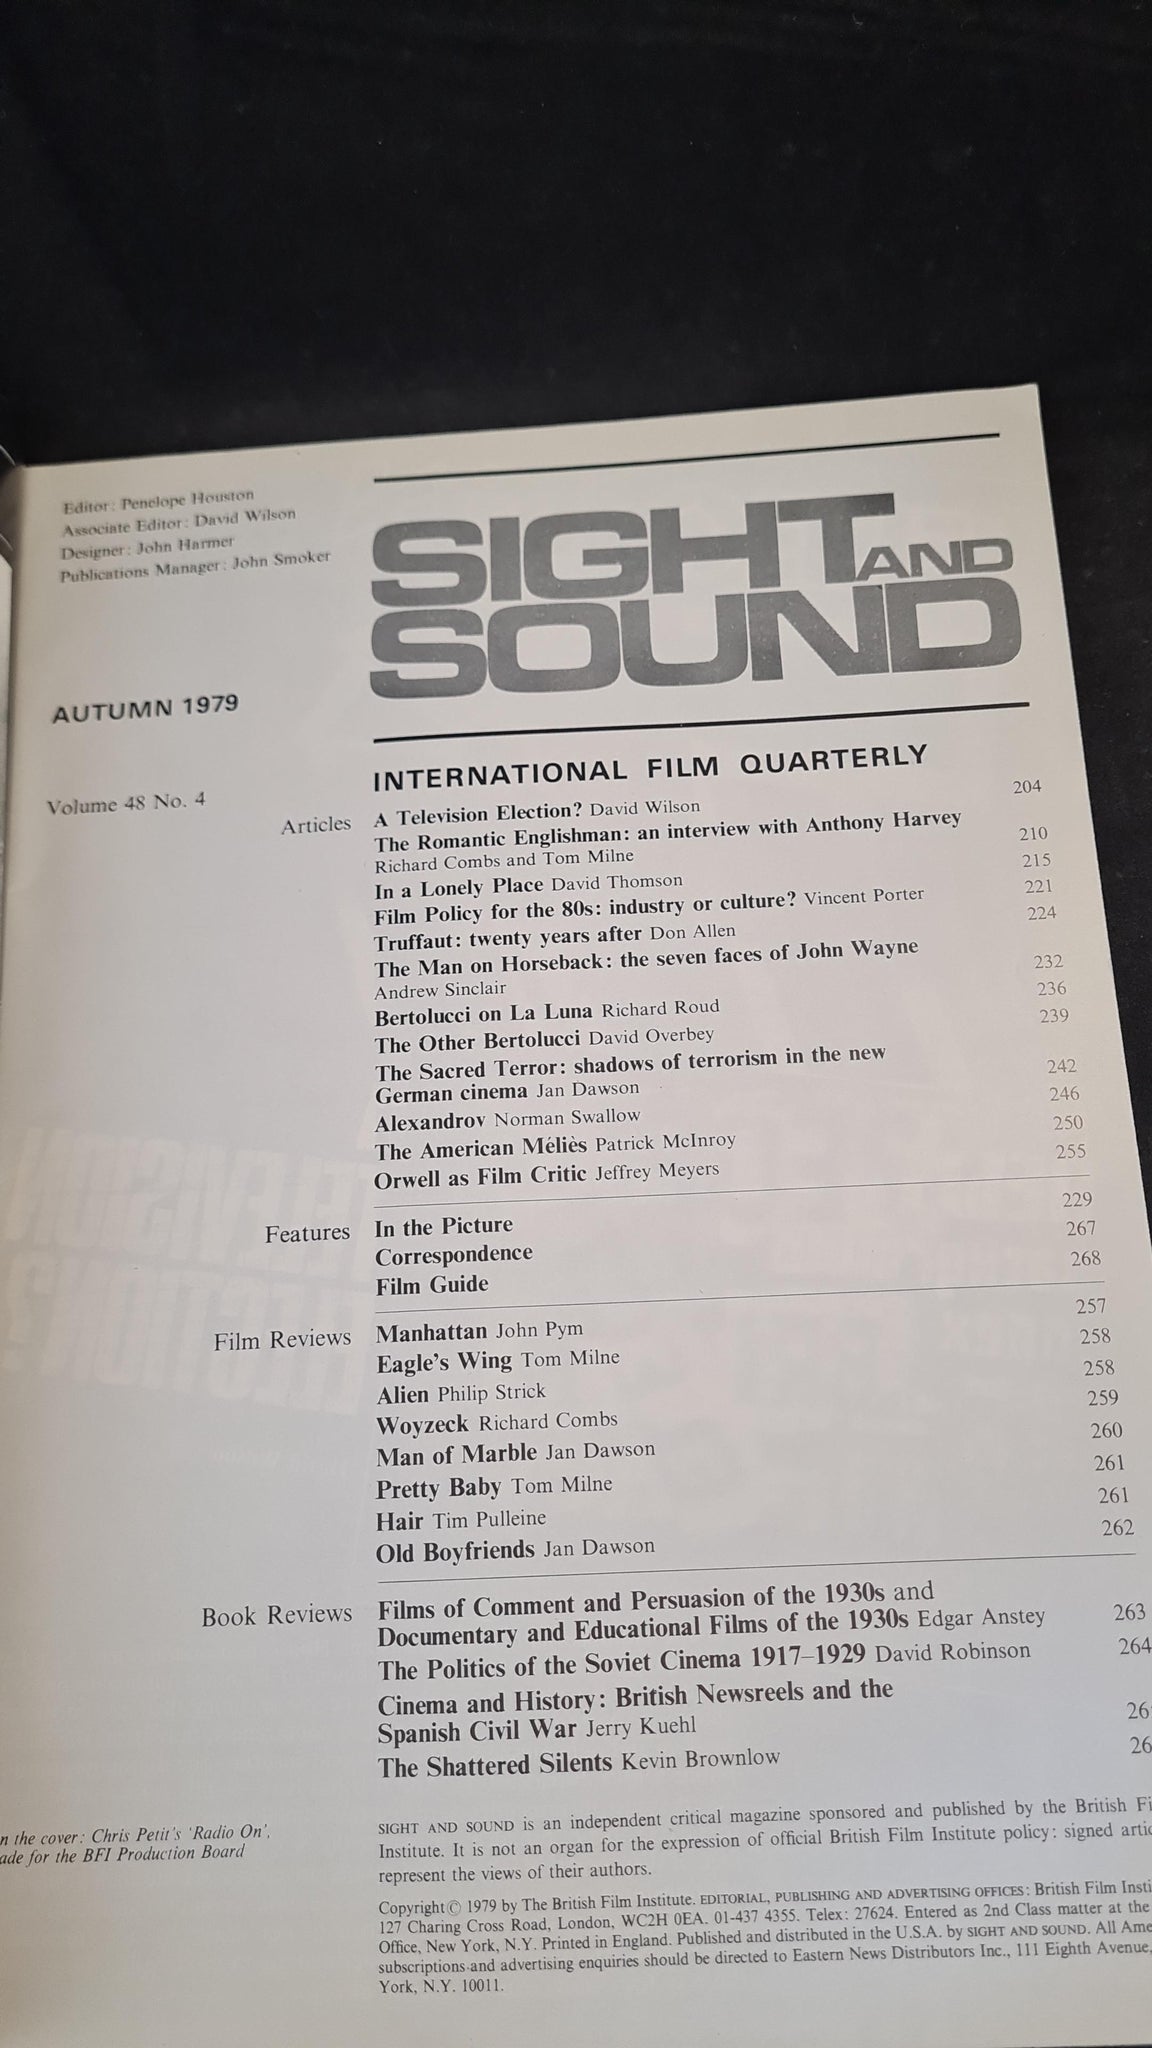 Editor: Penelope Houston
Associate Editor: David Wilson
Designer: John Harmer
Publications Manager: John Smoker
SIGHT AND
SOUND
AUTUMN 1979
INTERNATIONAL FILM QUARTERLY
Volume 48 No. 4
Articles
A Television Election? David Wilson 204
The Romantic Englishman: an interview with Anthony Harvey
Richard Combs and Tom Milne 210
In a Lonely Place David Thomson 215
Film Policy for the 80s: industry or culture? Vincent Porter 221
Truffaut: twenty years after Don Allen 224
The Man on Horseback: the seven faces of John Wayne
Andrew Sinclair 232
Bertolucci on La Luna Richard Roud 236
The Other Bertolucci David Overbey 239
The Sacred Terror: shadows of terrorism in the new
German cinema Jan Dawson 242
Alexandrov Norman Swallow 246
The American Méliès Patrick McInroy 250
Orwell as Film Critic Jeffrey Meyers 255
Features
In the Picture 229
Correspondence 267
Film Guide 268
Film Reviews
Manhattan John Pym 257
Eagle's Wing Tom Milne 258
Alien Philip Strick 258
Woyzeck Richard Combs 259
Man of Marble Jan Dawson 260
Pretty Baby Tom Milne 261
Hair Tim Pulleine 261
Old Boyfriends Jan Dawson 262
Book Reviews
Films of Comment and Persuasion of the 1930s and
Documentary and Educational Films of the 1930s Edgar Anstey 263
The Politics of the Soviet Cinema 1917–1929 David Robinson 264
Cinema and History: British Newsreels and the
Spanish Civil War Jerry Kuehl 26
The Shattered Silents Kevin Brownlow 26
n the cover: Chris Petit's 'Radio On',
ade for the BFI Production Board
SIGHT AND SOUND is an independent critical magazine sponsored and published by the British Fi
Institute. It is not an organ for the expression of official British Film Institute policy: signed artic
represent the views of their authors.
Copyright © 1979 by The British Film Institute. EDITORIAL, PUBLISHING AND ADVERTISING OFFICES: British Film Insti
127 Charing Cross Road, London, WC2H 0EA. 01-437 4355. Telex: 27624. Entered as 2nd Class matter at the
Office, New York, N.Y. Printed in England. Published and distributed in the U.S.A. by SIGHT AND SOUND. All Ame
subscriptions and advertising enquiries should be directed to Eastern News Distributors Inc., 111 Eighth Avenue,
York, N.Y. 10011.